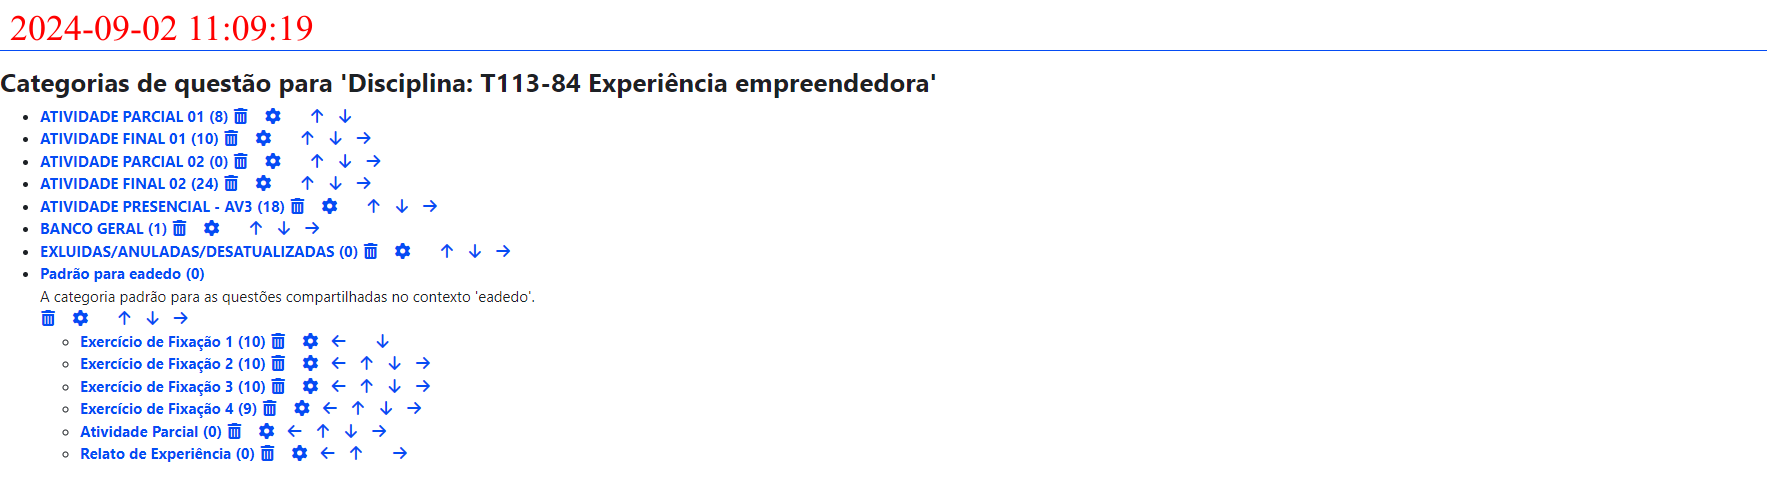 2024-09-02 11:09:19
Categorias de questão para 'Disciplina: T113-84 Experiência empreendedora'
ATIVIDADE PARCIAL 01 (8)
ATIVIDADE FINAL 01 (10)
ATIVIDADE PARCIAL 02 (0)
ATIVIDADE FINAL 02 (24)
ATIVIDADE PRESENCIAL - AV3 (18)
BANCO GERAL (1)
EXLUIDAS/ANULADAS/DESATUALIZADAS (0)
Padrão para eadedo (0)
A categoria padrão para as questões compartilhadas no contexto 'eadedo'.
Exercício de Fixação 1 (10)
Exercício de Fixação 2 (10)
Exercício de Fixação 3 (10)
Exercício de Fixação 4 (9)
Atividade Parcial (0)
Relato de Experiência (0)